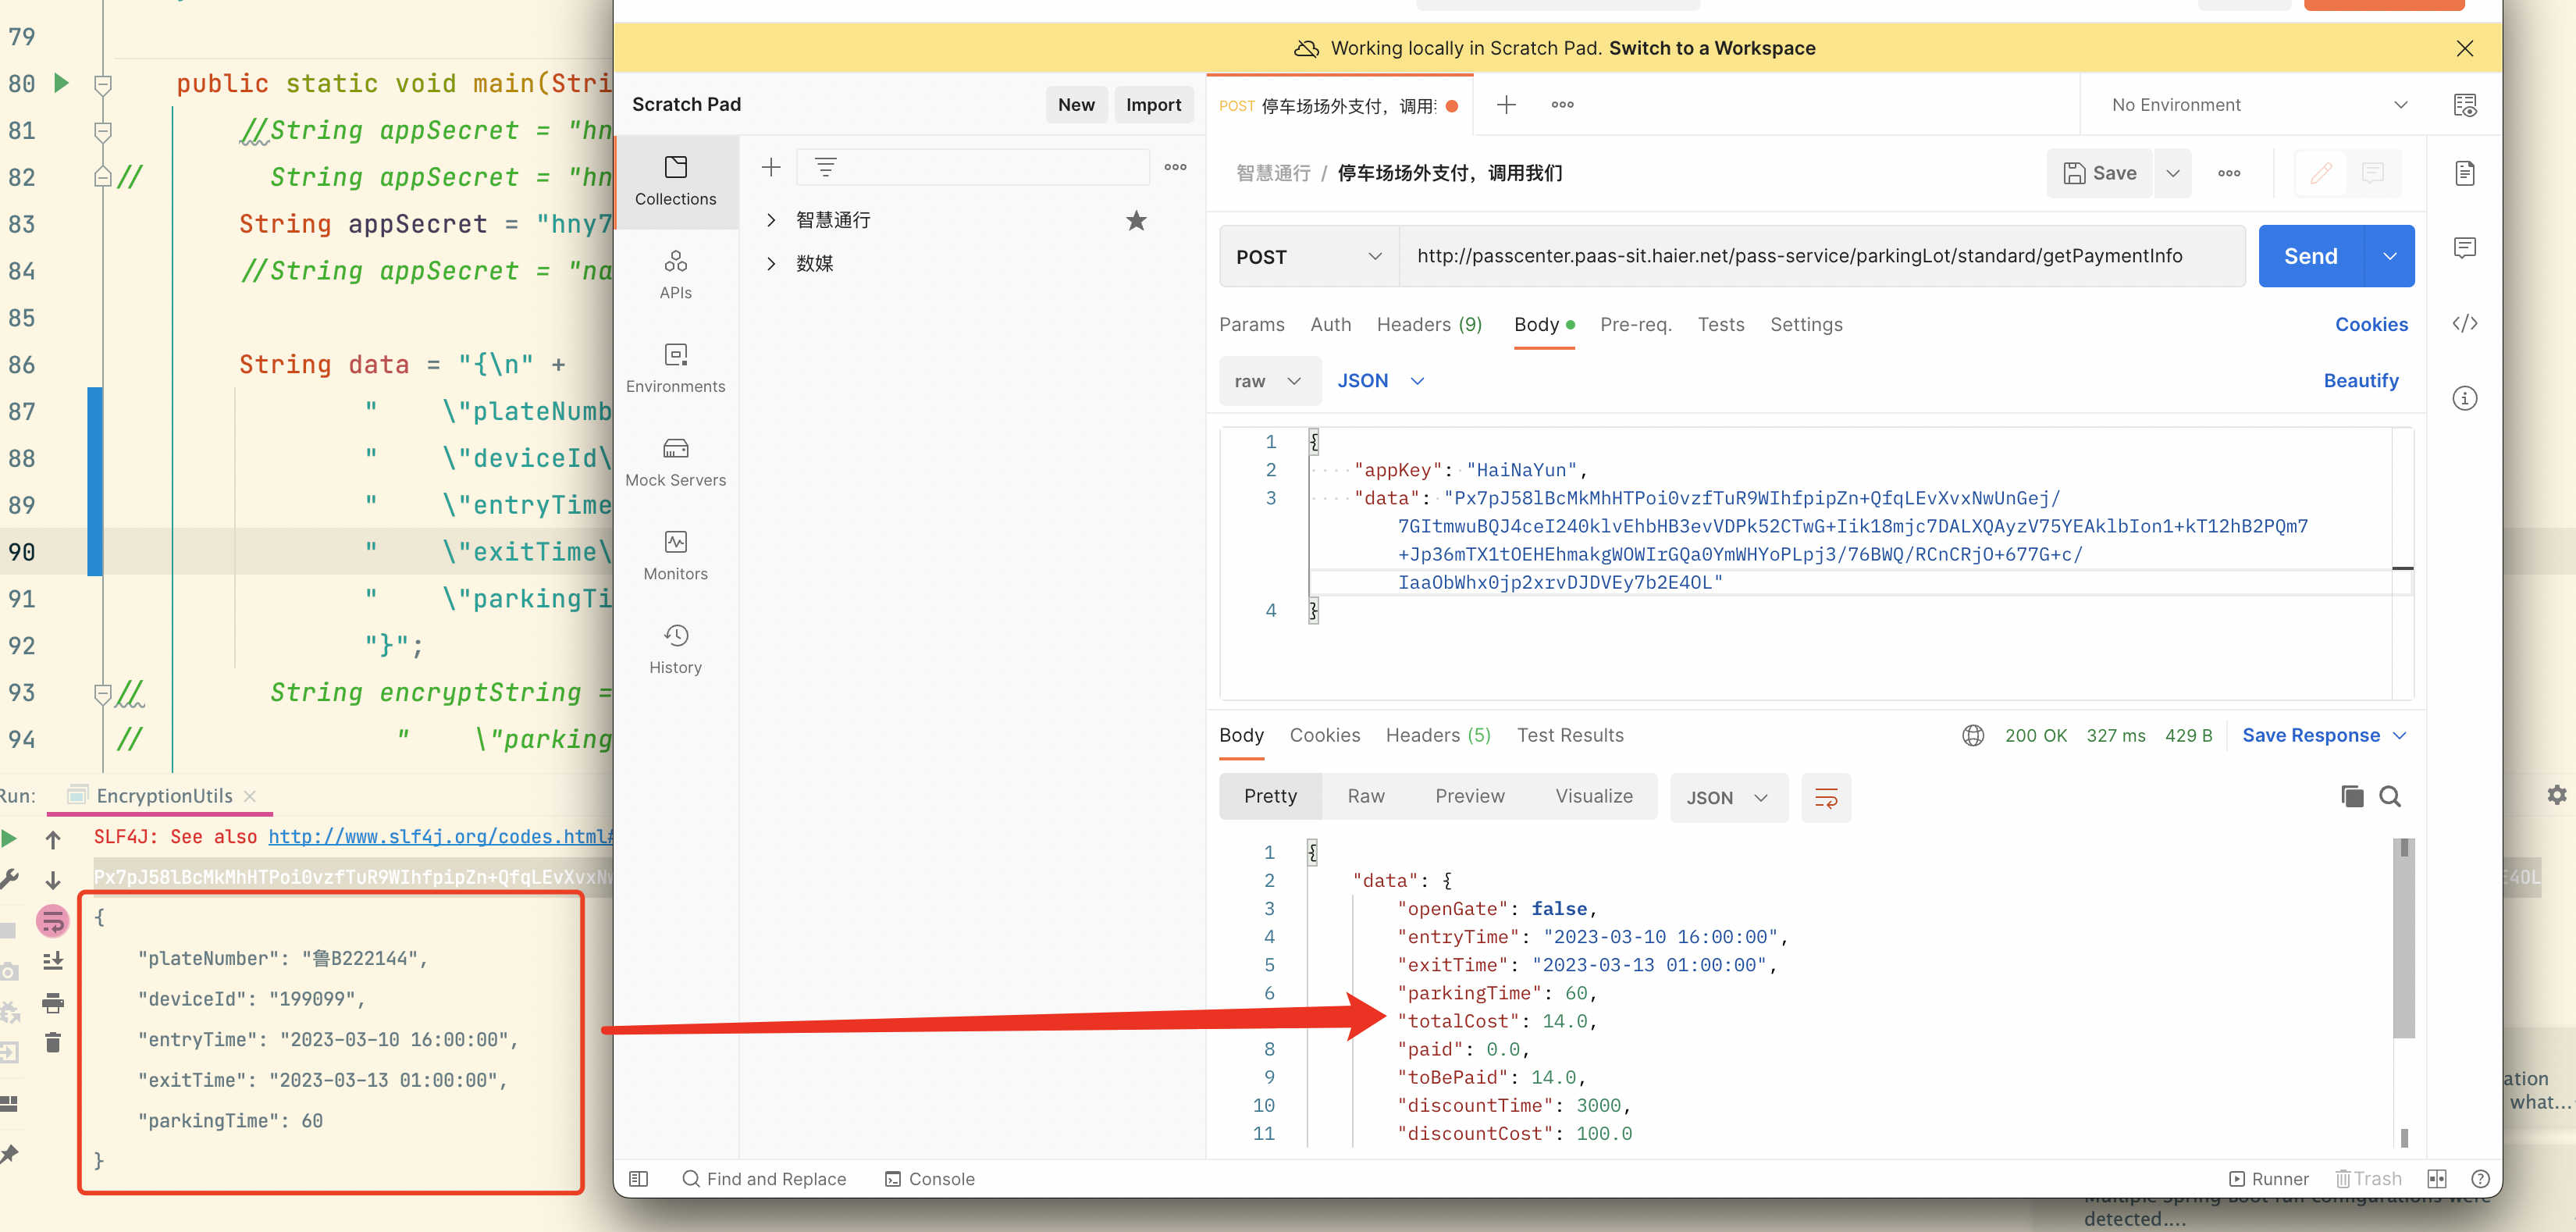 79
80 public static void main(Stri
81 //String appSecret = "hn
82 // String appSecret = "hn
83 String appSecret = "hny7
84 //String appSecret = "na
85
86 String data = "{\n" +
87 "    \"plateNumb
88 "    \"deviceId\
89 "    \"entryTime
90 "    \"exitTime\
91 "    \"parkingTi
92 "}";
93 // String encryptString =
94 // "    \"parking
Run: EncryptionUtils
SLF4J: See also http://www.slf4j.org/codes.html#
Px7pJ58lBcMkMhHTPoi0vzfTuR9WIhfpipZn+QfqLEvXvxNw
{
"plateNumber": "鲁B222144",
"deviceId": "199099",
"entryTime": "2023-03-10 16:00:00",
"exitTime": "2023-03-13 01:00:00",
"parkingTime": 60
}
Working locally in Scratch Pad. Switch to a Workspace
Scratch Pad
New
Import
Collections
APIs
Environments
Mock Servers
Monitors
History
智慧通行
数媒
POST 停车场场外支付，调用
No Environment
智慧通行 / 停车场场外支付，调用我们
Save
POST
http://passcenter.paas-sit.haier.net/pass-service/parkingLot/standard/getPaymentInfo
Send
Params Auth Headers (9) Body Pre-req. Tests Settings
Cookies
raw JSON
Beautify
1 {
2 "appKey": "HaiNaYun",
3 "data": "Px7pJ58lBcMkMhHTPoi0vzfTuR9WIhfpipZn+QfqLEvXvxNwUnGej/
7GItmwuBQJ4ceI240klvEhbHB3evVDPk52CTwG+Iik18mjc7DALXQAyzV75YEAklbIon1+kT12hB2PQm7
+Jp36mTX1tOEHEhmakgWOWIrGQa0YmWHYoPLpj3/76BWQ/RCnCRjO+677G+c/
IaaObWhx0jp2xrvDJDVEy7b2E4OL"
4 }
Body Cookies Headers (5) Test Results
200 OK 327 ms 429 B Save Response
Pretty Raw Preview Visualize JSON
1 {
2 "data": {
3 "openGate": false,
4 "entryTime": "2023-03-10 16:00:00",
5 "exitTime": "2023-03-13 01:00:00",
6 "parkingTime": 60,
"totalCost": 14.0,
8 "paid": 0.0,
9 "toBePaid": 14.0,
10 "discountTime": 3000,
11 "discountCost": 100.0
Find and Replace
Console
Runner
Trash
E4OL
ation
what...
Multiple Spring Boot run configurations were
detected....